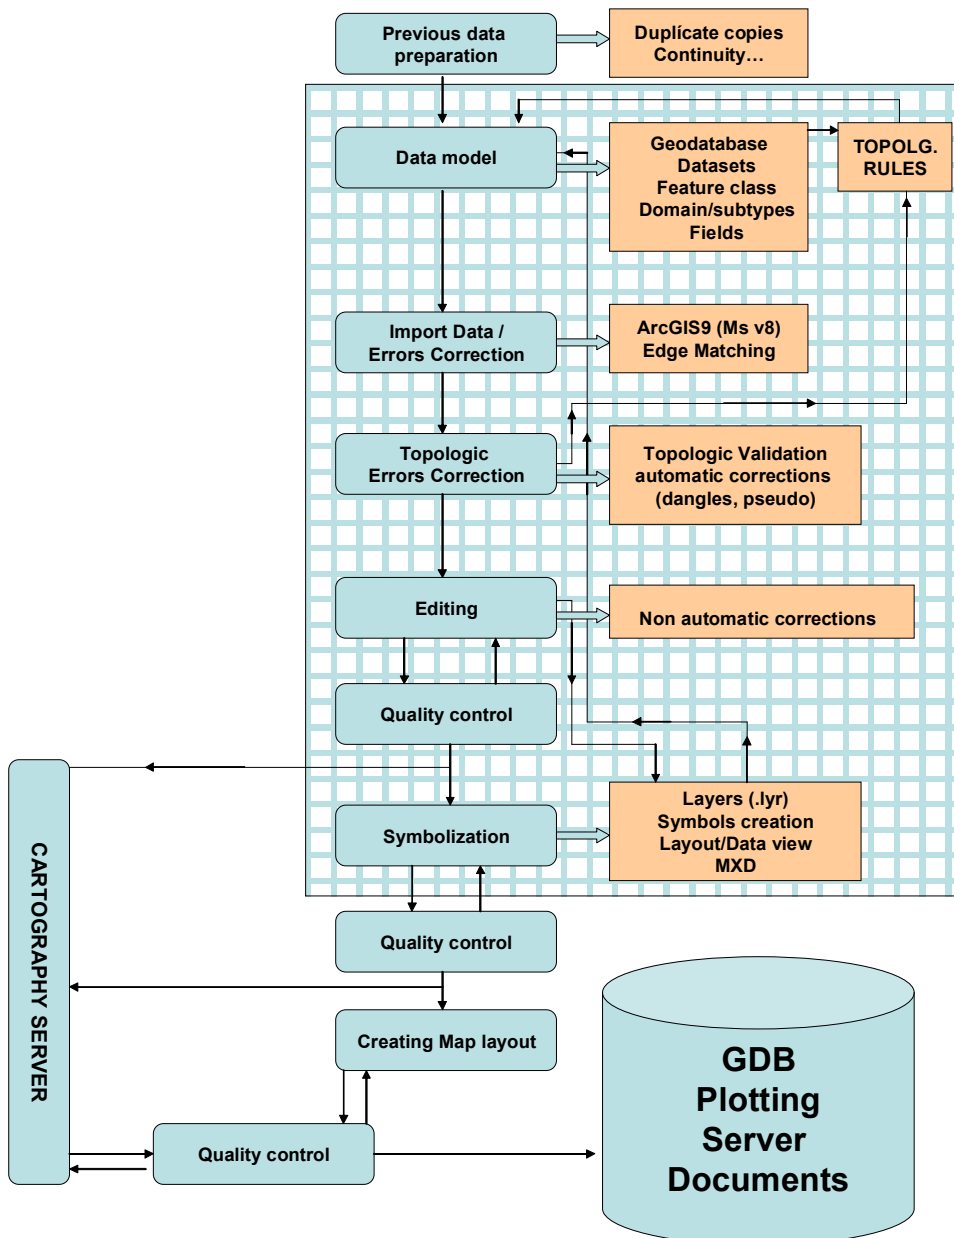 Previous data
preparation
Duplícate copies
Continuity…
Data model
Geodatabase
Datasets
Feature class
Domain/subtypes
Fields
TOPOLG.
RULES
Import Data /
Errors Correction
ArcGIS9 (Ms v8)
Edge Matching
Topologic
Errors Correction
Topologic Validation
automatic corrections
(dangles, pseudo)
Editing
Non automatic corrections
Quality control
Symbolization
Layers (.lyr)
Symbols creation
Layout/Data view
MXD
CARTOGRAPHY SERVER
Quality control
Creating Map layout
Quality control
GDB
Plotting
Server
Documents